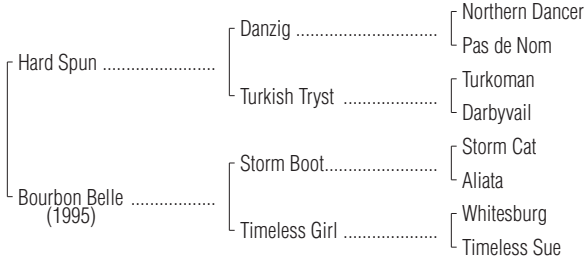 Northern Dancer
Danzig ..............................
Pas de Nom
Hard Spun ........................
Turkoman
Turkish Tryst ....................
Darbyvail
Storm Cat
Storm Boot........................
Aliata
Bourbon Belle ..................
(1995)
Whitesburg
Timeless Girl ....................
Timeless Sue